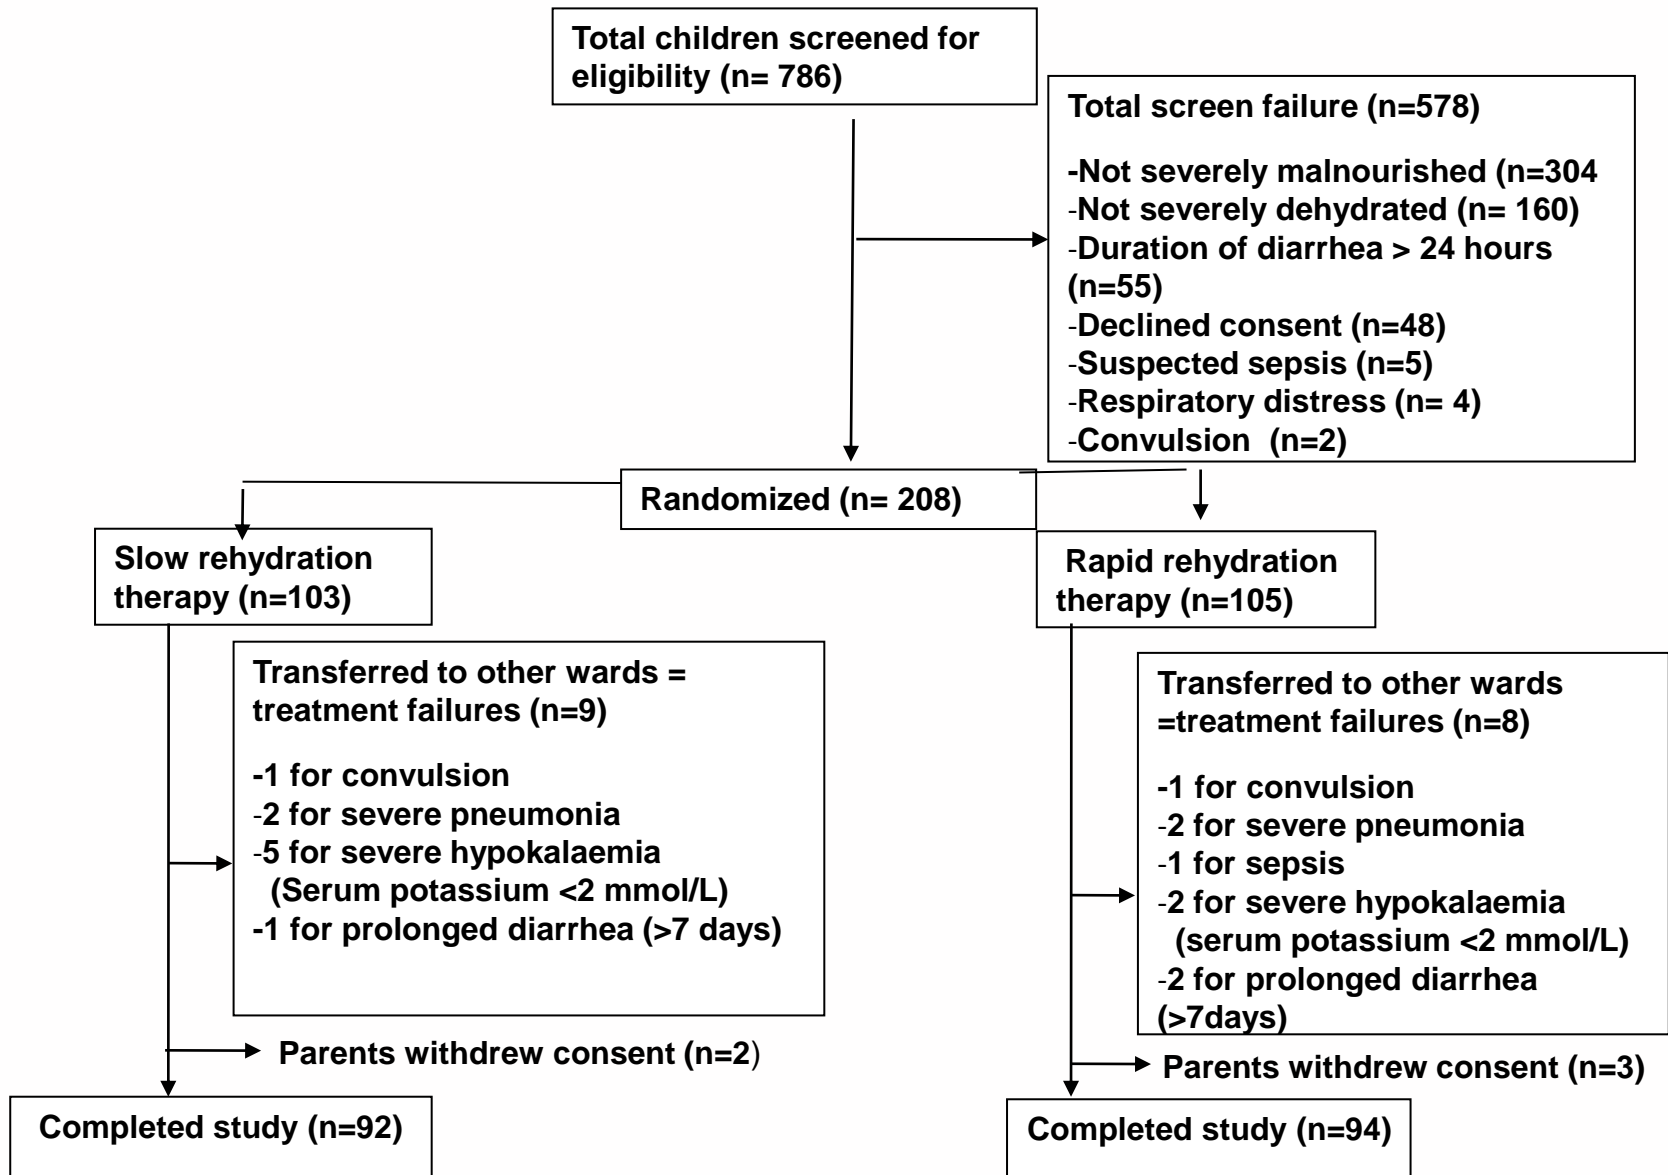 Total children screened for
eligibility (n= 786)
Total screen failure (n=578)
-Not severely malnourished (n=304
-Not severely dehydrated (n= 160)
-Duration of diarrhea > 24 hours
(n=55)
-Declined consent (n=48)
-Suspected sepsis (n=5)
-Respiratory distress (n= 4)
-Convulsion (n=2)
Randomized (n= 208)
Slow rehydration
therapy (n=103)
Transferred to other wards =
treatment failures (n=9)
-1 for convulsion
-2 for severe pneumonia
-5 for severe hypokalaemia
(Serum potassium <2 mmol/L)
-1 for prolonged diarrhea (>7 days)
Parents withdrew consent (n=2)
Completed study (n=92)
Rapid rehydration
therapy (n=105)
Transferred to other wards
=treatment failures (n=8)
-1 for convulsion
-2 for severe pneumonia
-1 for sepsis
-2 for severe hypokalaemia
(serum potassium <2 mmol/L)
-2 for prolonged diarrhea
(>7days)
Parents withdrew consent (n=3)
Completed study (n=94)